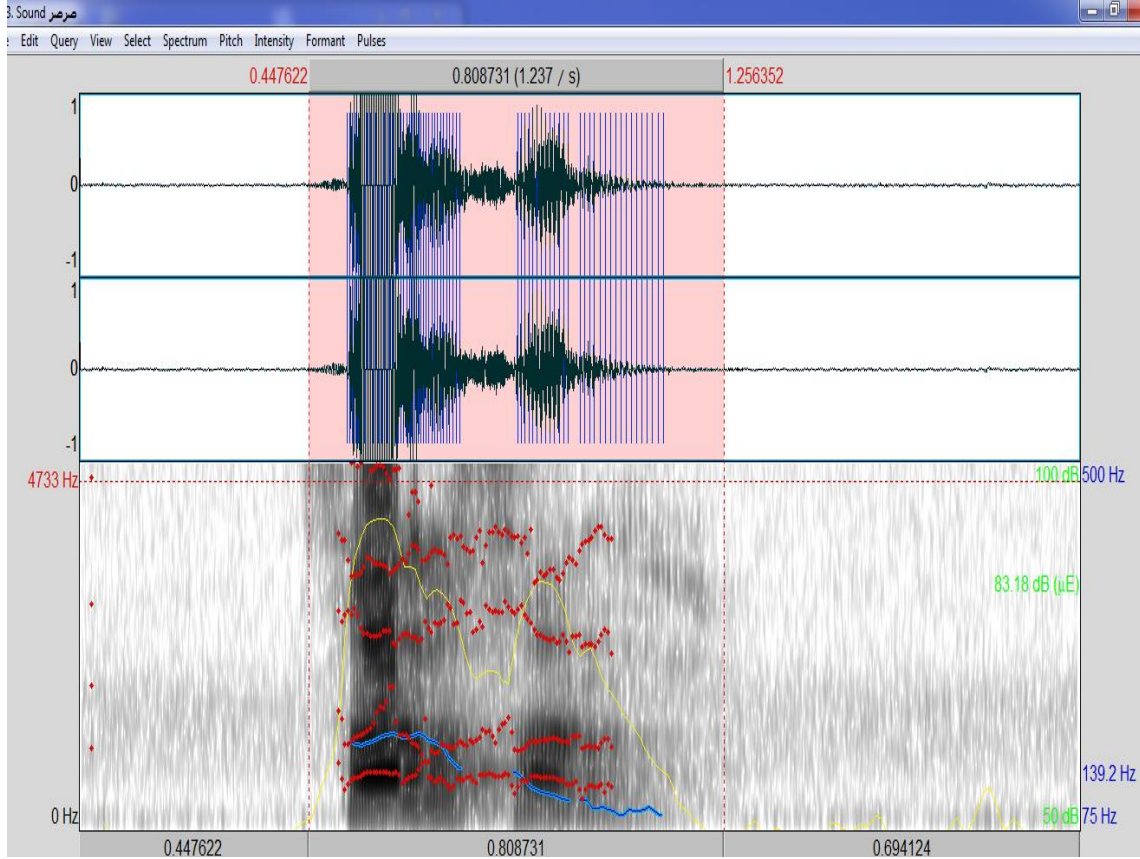 3. Sound صرصر
Edit Query View Select Spectrum Pitch Intensity Formant Pulses
0.447622 0.808731 (1.237 / s) 1.256352
1
0
-1
1
0
-1
4733 Hz 100 dB 500 Hz
83.18 dB (µE)
139.2 Hz
0 Hz 50 dB 75 Hz
0.447622 0.808731 0.694124